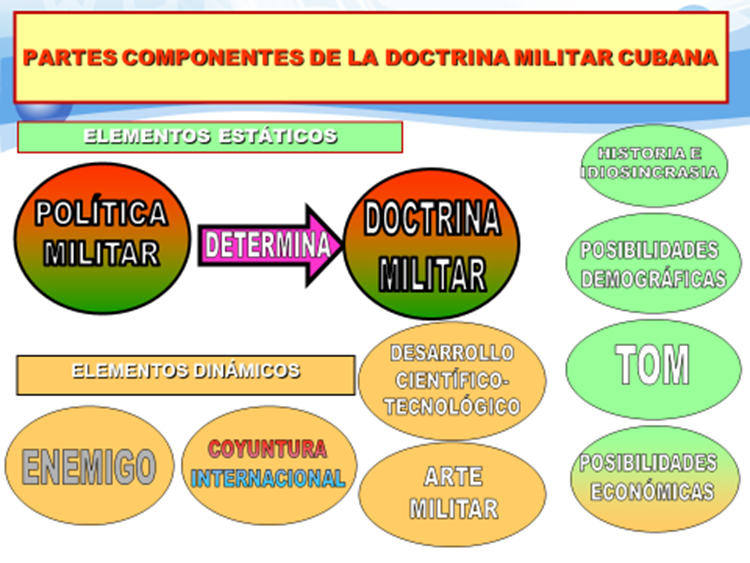 PARTES COMPONENTES DE LA DOCTRINA MILITAR CUBANA
ELEMENTOS ESTÁTICOS
POLÍTICA
MILITAR
DETERMINA
DOCTRINA
MILITAR
HISTORIA E
IDIOSINCRASIA
POSIBILIDADES
DEMOGRÁFICAS
TOM
POSIBILIDADES
ECONÓMICAS
ELEMENTOS DINÁMICOS
ENEMIGO
COYUNTURA
INTERNACIONAL
DESARROLLO
CIENTÍFICO-
TECNOLÓGICO
ARTE
MILITAR